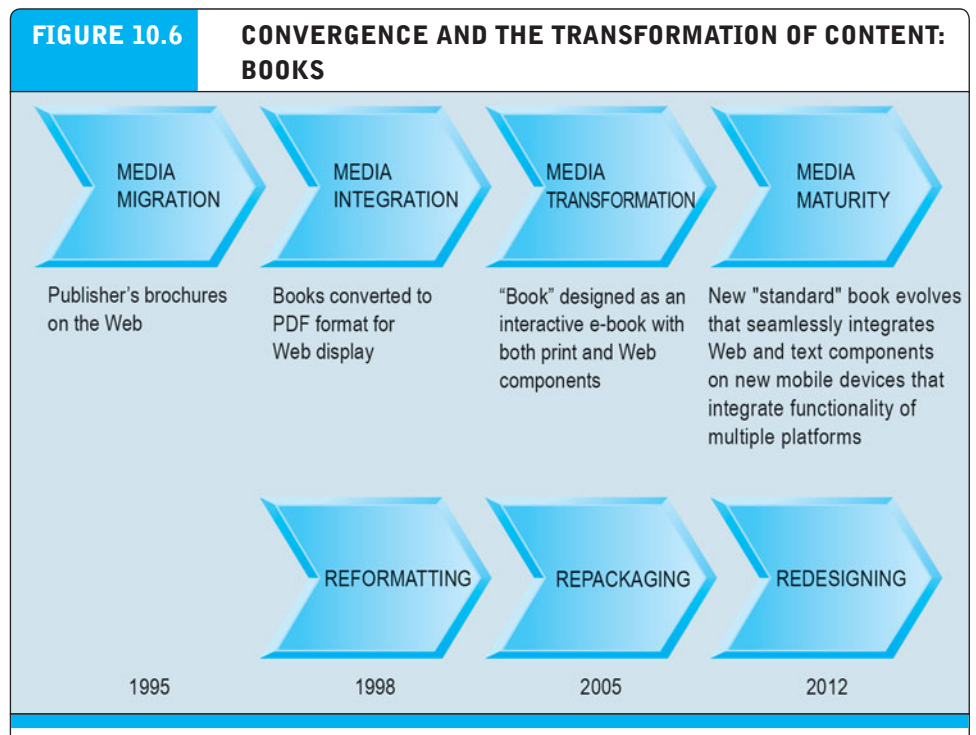 FIGURE 10.6
CONVERGENCE AND THE TRANSFORMATION OF CONTENT:
BOOKS
MEDIA
MIGRATION
Publisher’s brochures
on the Web
MEDIA
INTEGRATION
Books converted to
PDF format for
Web display
MEDIA
TRANSFORMATION
“Book” designed as an
interactive e-book with
both print and Web
components
MEDIA
MATURITY
New "standard" book evolves
that seamlessly integrates
Web and text components
on new mobile devices that
integrate functionality of
multiple platforms
REFORMATTING
REPACKAGING
REDESIGNING
1995
1998
2005
2012